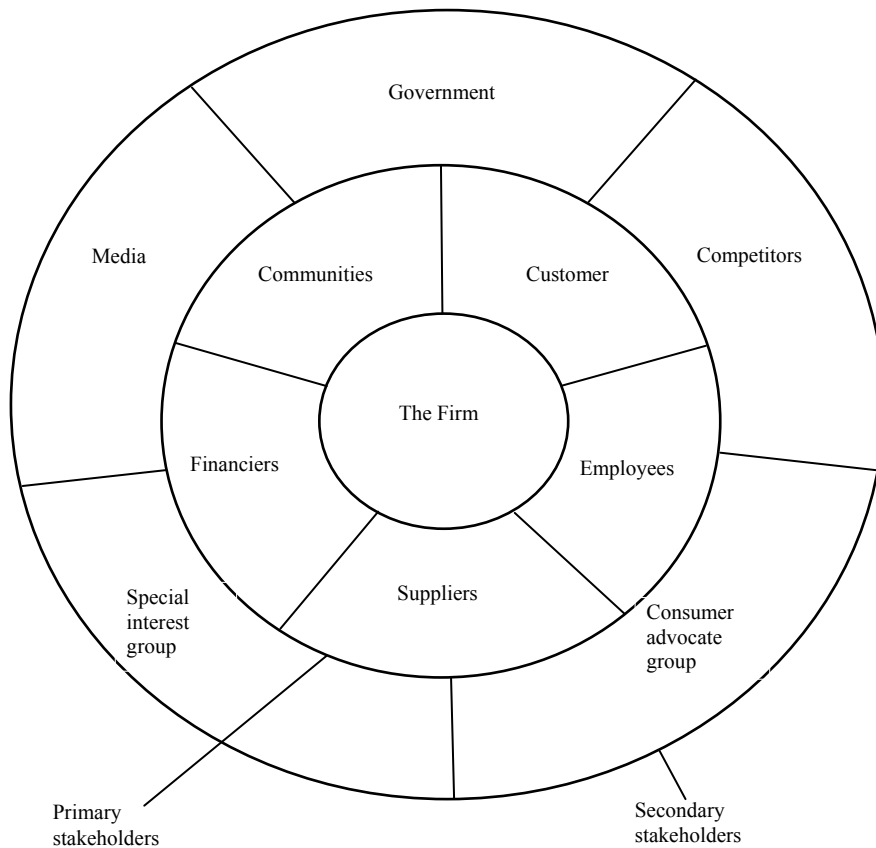 Government
Media
Communities
Customer
Competitors
The Firm
Financiers
Employees
Suppliers
Special
interest
group
Consumer
advocate
group
Primary
stakeholders
Secondary
stakeholders